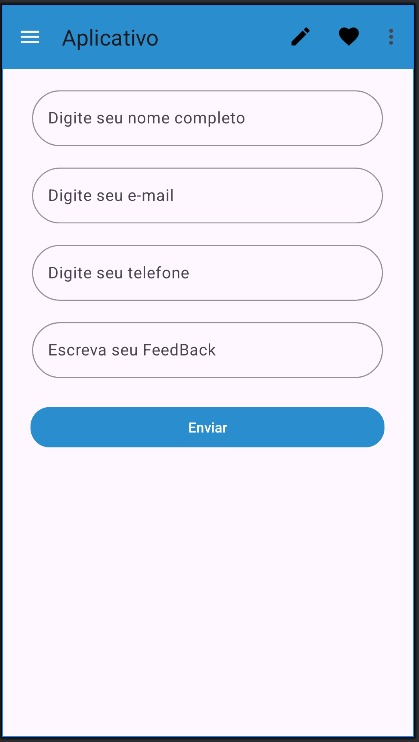 Aplicativo
Digite seu nome completo
Digite seu e-mail
Digite seu telefone
Escreva seu FeedBack
Enviar